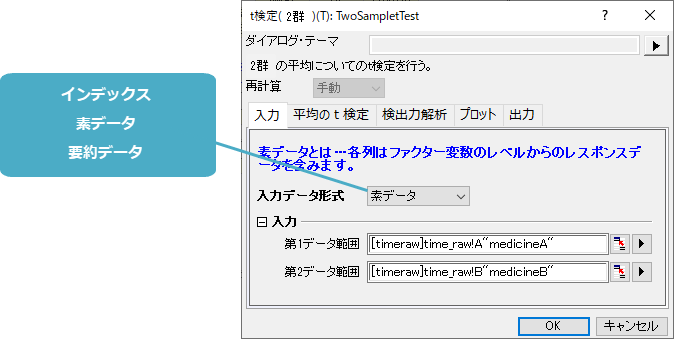 t検定( 2群 )(T): TwoSampletTest
ダイアログ・テーマ
2群 の平均についてのt検定を行う。
再計算 手動
インデックス
素データ
要約データ
入力 平均の t 検定 検出力解析 プロット 出力
素データとは…各列はファクター変数のレベルからのレスポンスデ
ータを含みます。
入力データ形式 素データ
入力
第1データ範囲 [timeraw]time_raw!A"medicineA"
第2データ範囲 [timeraw]time_raw!B"medicineB"
OK キャンセル